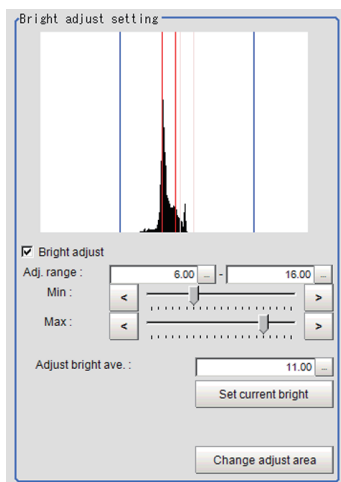 Bright adjust setting
Bright adjust
Adj. range : 6.00 ... - 16.00 ...
Min : < >
Max : < >
Adjust bright ave. : 11.00 ...
Set current bright
Change adjust area